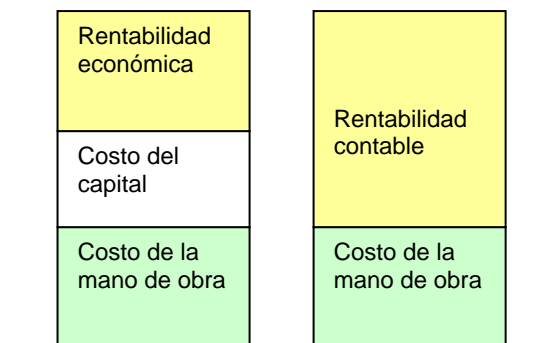 Rentabilidad
económica
Costo del
capital
Costo de la
mano de obra
Rentabilidad
contable
Costo de la
mano de obra